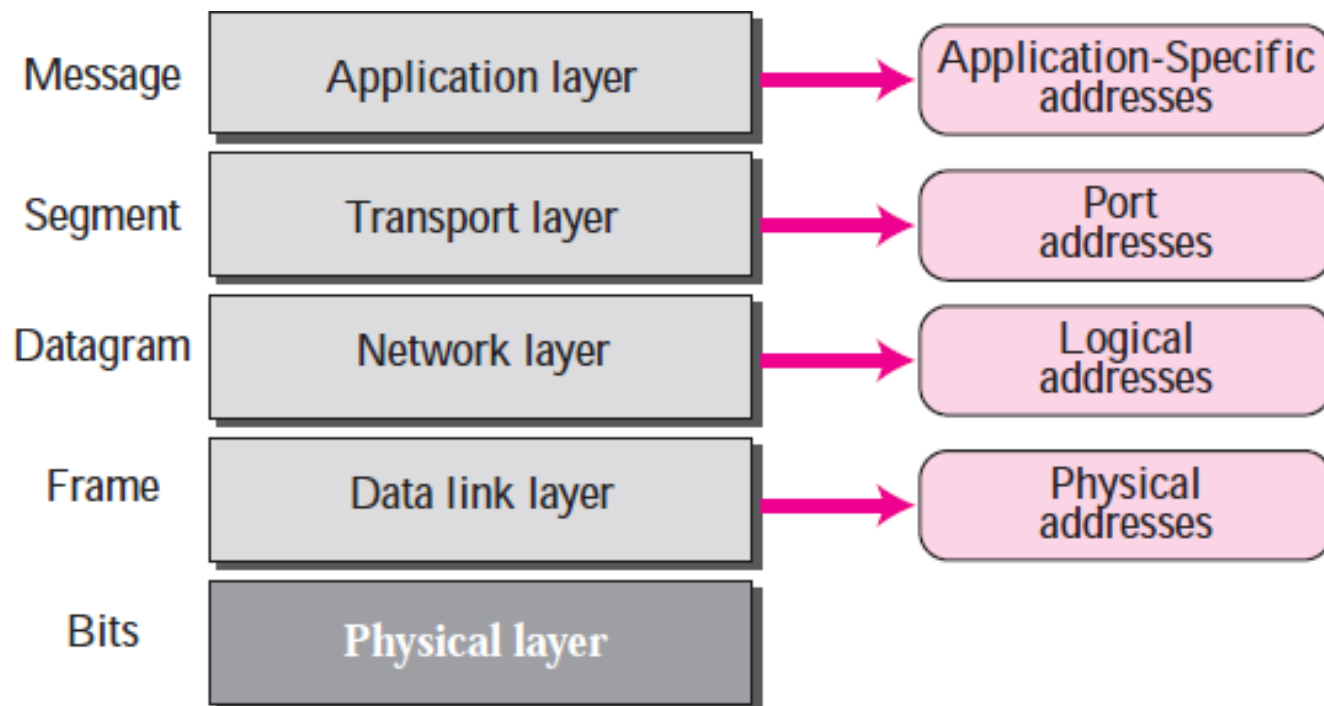 Message
Application layer
Application-Specific
addresses
Segment
Transport layer
Port
addresses
Datagram
Network layer
Logical
addresses
Frame
Data link layer
Physical
addresses
Bits
Physical layer